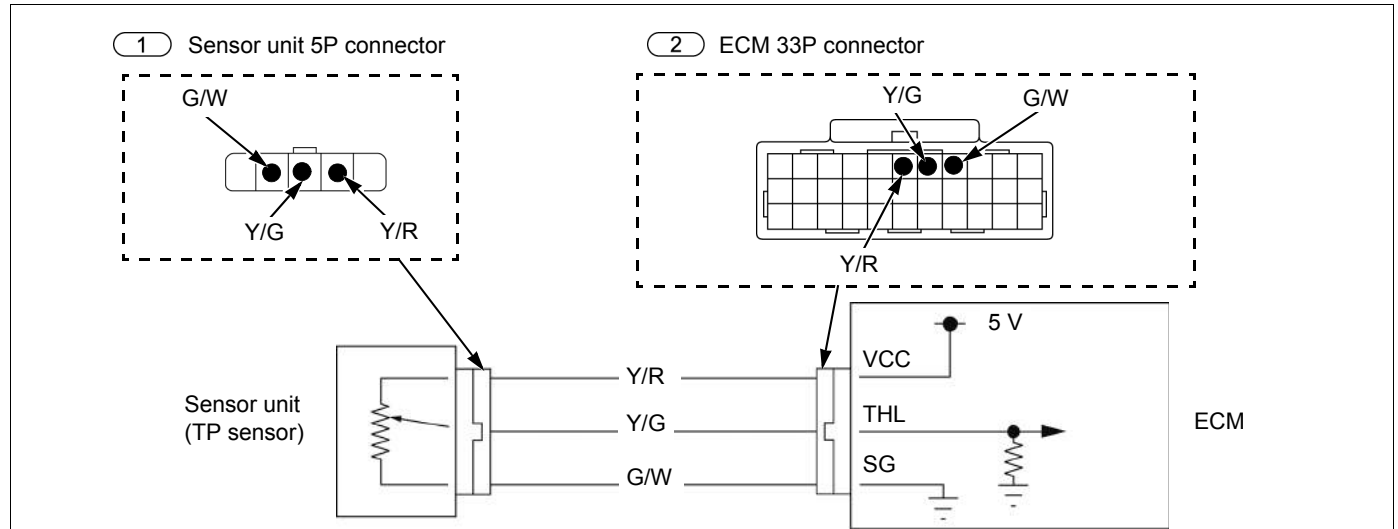 1 Sensor unit 5P connector
2 ECM 33P connector
G/W
Y/G
Y/R
Y/G
G/W
Y/R
Sensor unit
(TP sensor)
Y/R
Y/G
G/W
5 V
VCC
THL
SG
ECM